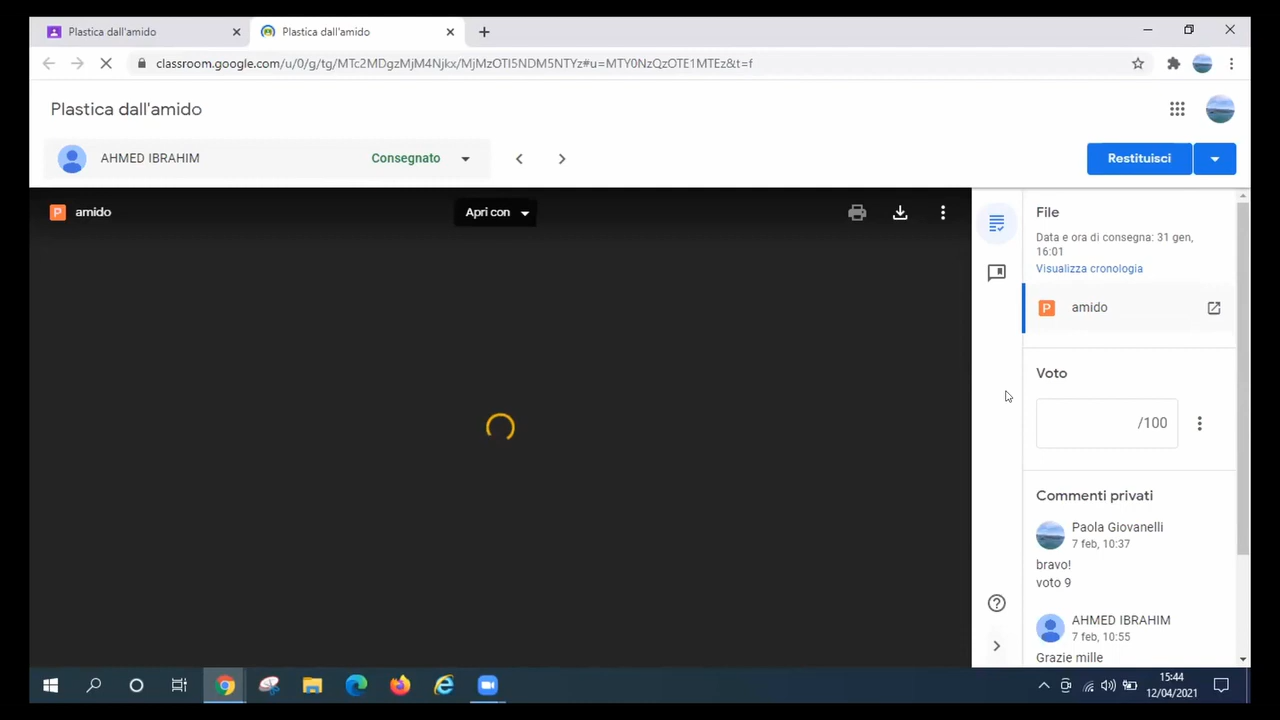 Plastica dall'amido
Plastica dall'amido
classroom.google.com/u/0/g/tg/MTc2MDgzMjM4Njkx/MjMzOTI5NDM5NTYz#u=MTY0NzQzOTE1MTEz&t=f
Plastica dall'amido
AHMED IBRAHIM
Consegnato
Restituisci
P
amido
Apri con
File
Data e ora di consegna: 31 gen,
16:01
Visualizza cronologia
P
amido
Voto
/100
Commenti privati
Paola Giovanelli
7 feb, 10:37
bravo!
voto 9
AHMED IBRAHIM
7 feb, 10:55
Grazie mille
15:44
12/04/2021